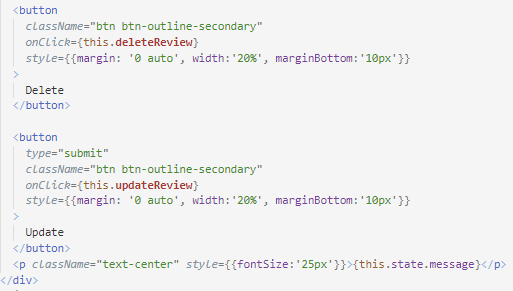 <button
className="btn btn-outline-secondary"
onClick={this.deleteReview}
style={{margin: '0 auto', width:'20%', marginBottom:'10px'}}
>
Delete
</button>
<button
type="submit"
className="btn btn-outline-secondary"
onClick={this.updateReview}
style={{margin: '0 auto', width:'20%', marginBottom:'10px'}}
>
Update
</button>
<p className="text-center" style={{fontSize:'25px'}}>{this.state.message}</p>
</div>